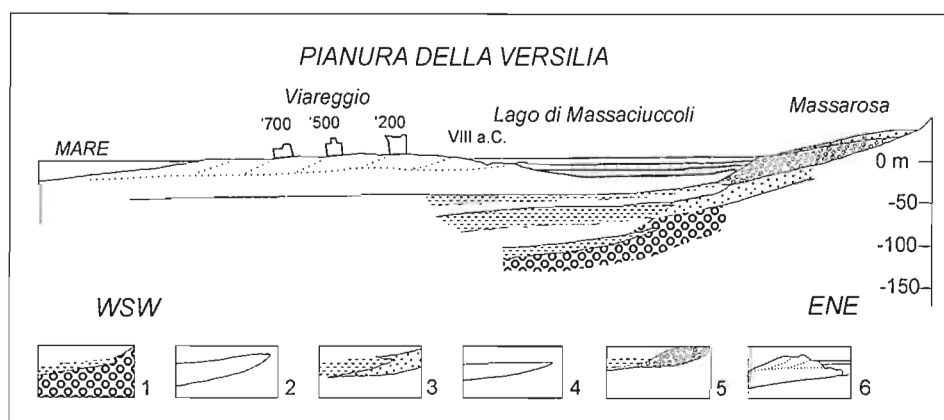 PIANURA DELLA VERSILIA
Viareggio
Lago di Massaciuccoli
Massarosa
'700 '500 '200
VIII a.C.
MARE
0 m
-50
-100
-150
WSW
ENE
1 2 3 4 5 6